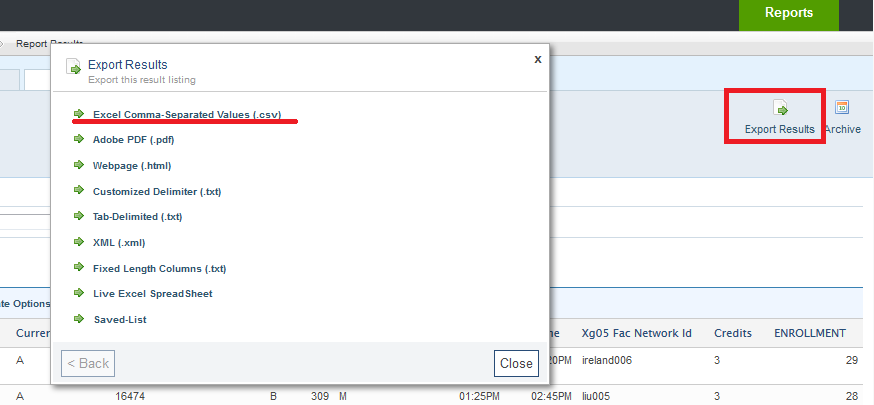 Reports
Report Results
Export Results
Export this result listing
x
Excel Comma-Separated Values (.csv)
Adobe PDF (.pdf)
Webpage (.html)
Customized Delimiter (.txt)
Tab-Delimited (.txt)
XML (.xml)
Fixed Length Columns (.txt)
Live Excel SpreadSheet
Saved-List
< Back
Close
Export Results
Archive
Options
Xg05 Fac Network Id Credits ENROLLMENT
A 20PM ireland006 3 29
A 16474 B 309 M 01:25PM 02:45PM liu005 3 28